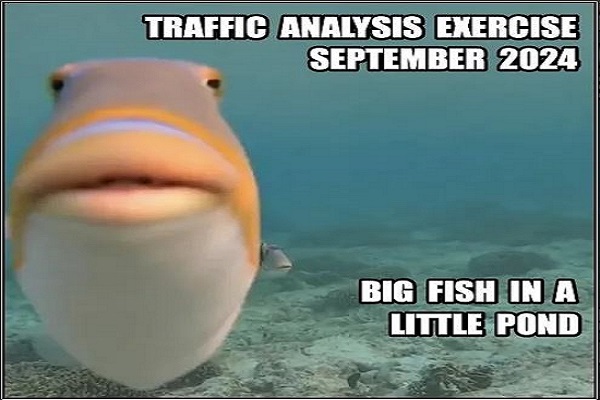 TRAFFIC ANALYSIS EXERCISE
SEPTEMBER 2024
BIG FISH IN A
LITTLE POND